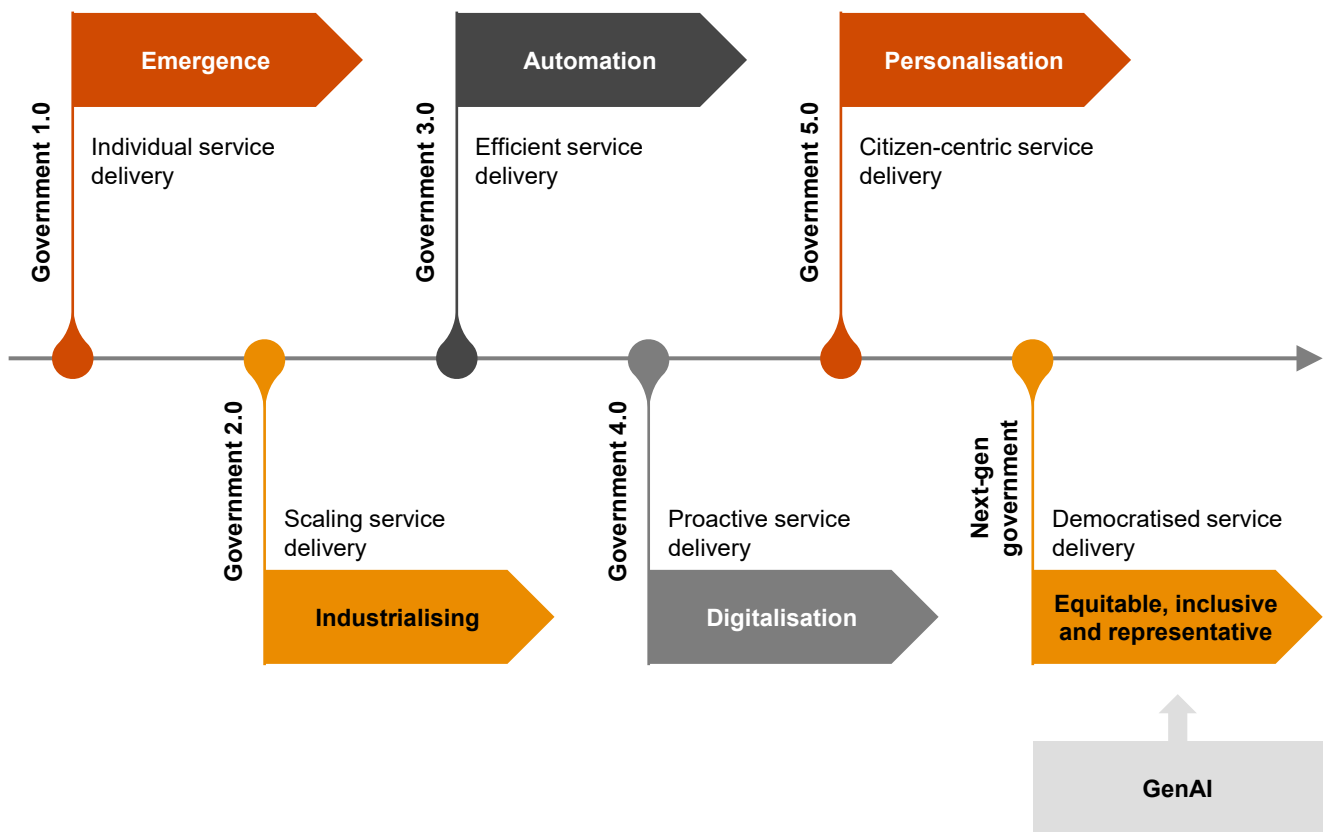 Government 1.0
Emergence
Individual service
delivery
Government 2.0
Scaling service
delivery
Industrialising
Government 3.0
Automation
Efficient service
delivery
Government 4.0
Proactive service
delivery
Digitalisation
Government 5.0
Personalisation
Citizen-centric service
delivery
Next-gen
government
Democratised service
delivery
Equitable, inclusive
and representative
GenAI